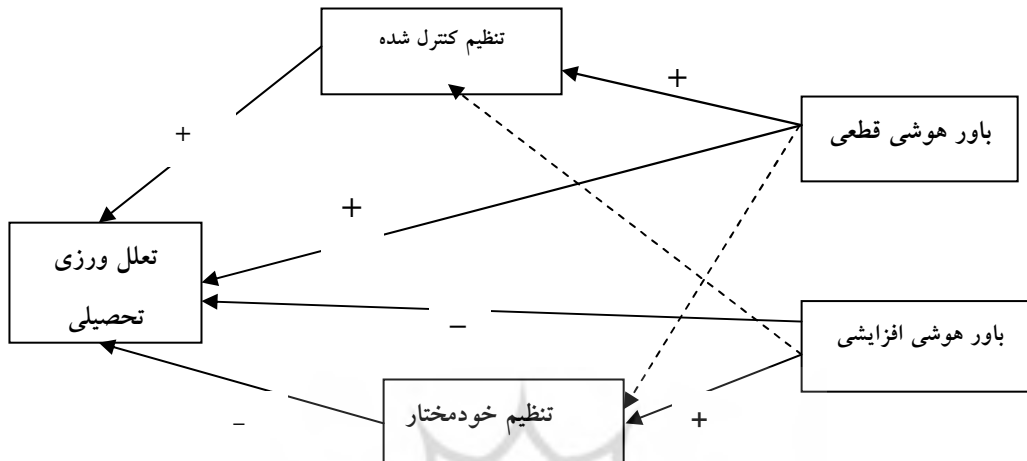 تنظیم کنترل شده
+
باور هوشی قطعی
+
+
تعلل ورزی
تحصیلی
–
باور هوشی افزایشی
تنظیم خودمختار
+
–